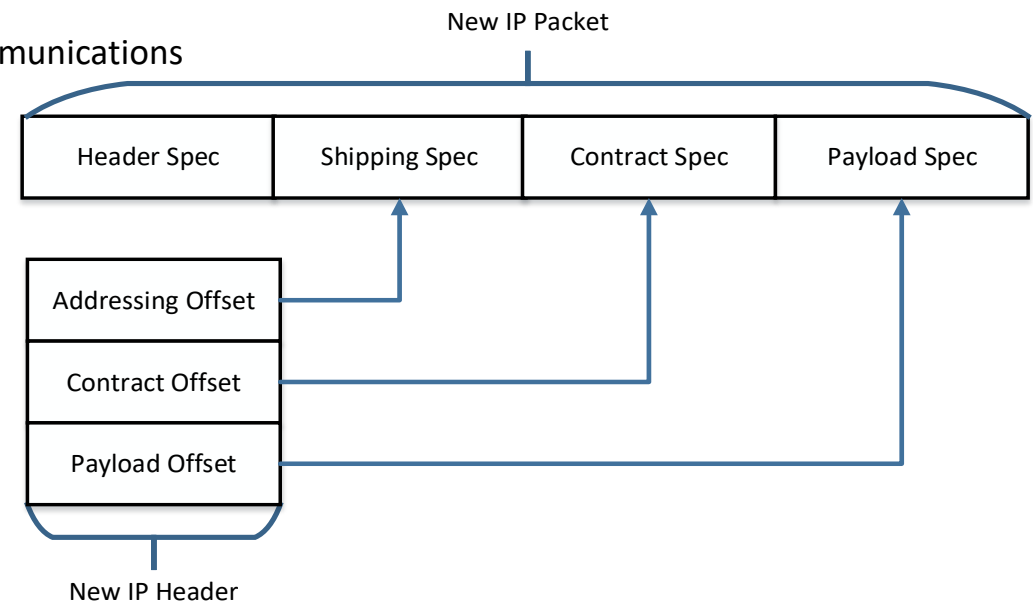 New IP Packet
munications
Header Spec
Shipping Spec
Contract Spec
Payload Spec
Addressing Offset
Contract Offset
Payload Offset
New IP Header